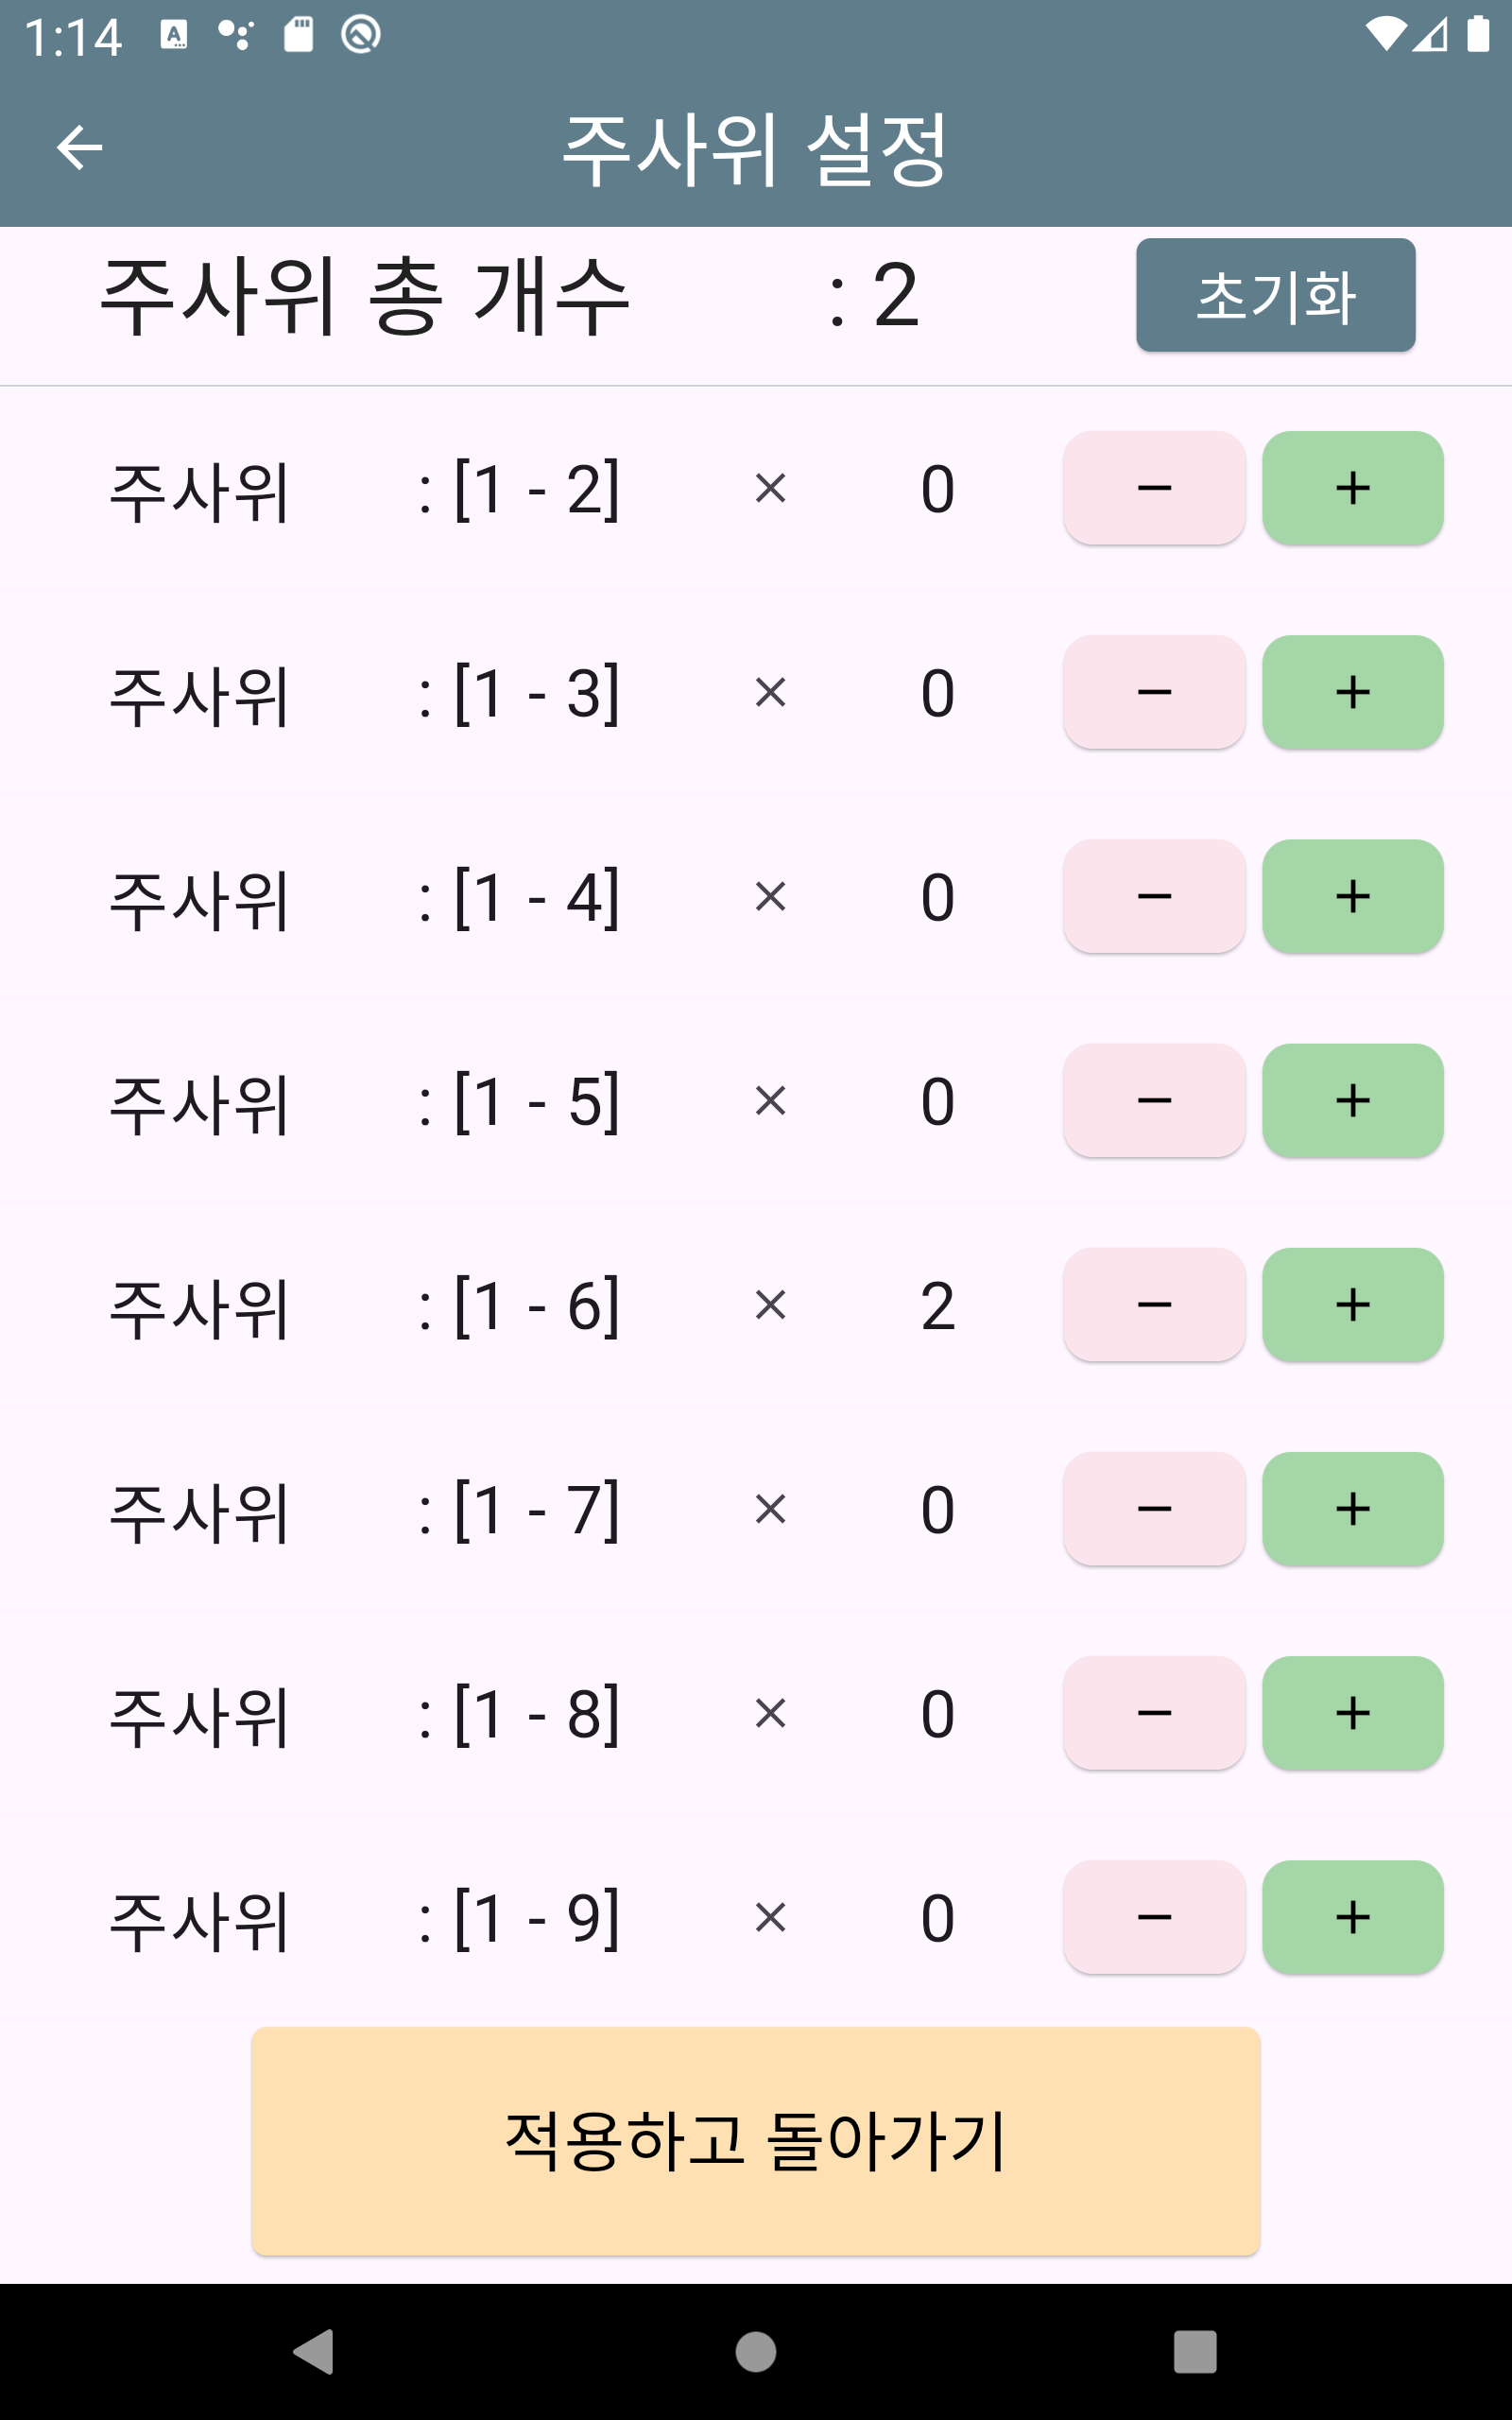 1:14
주사위 설정
주사위 총 개수 : 2 초기화
주사위 : [1 - 2] × 0 − +
주사위 : [1 - 3] × 0 − +
주사위 : [1 - 4] × 0 − +
주사위 : [1 - 5] × 0 − +
주사위 : [1 - 6] × 2 − +
주사위 : [1 - 7] × 0 − +
주사위 : [1 - 8] × 0 − +
주사위 : [1 - 9] × 0 − +
적용하고 돌아가기